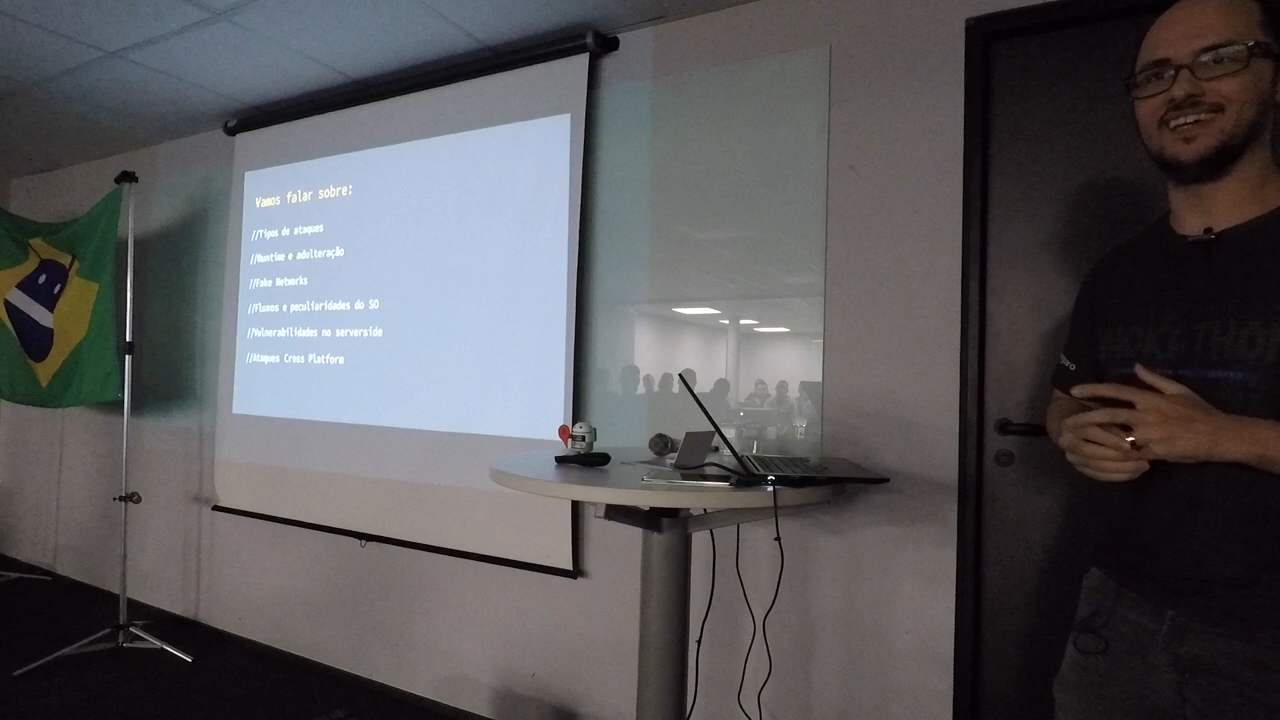 Vamos falar sobre:
//Tipos de ataques
//Runtime e adulteração
//Fake Networks
//Fluxos e peculiaridades do SO
//Vulnerabilidades no serverside
//Ataques Cross Platform